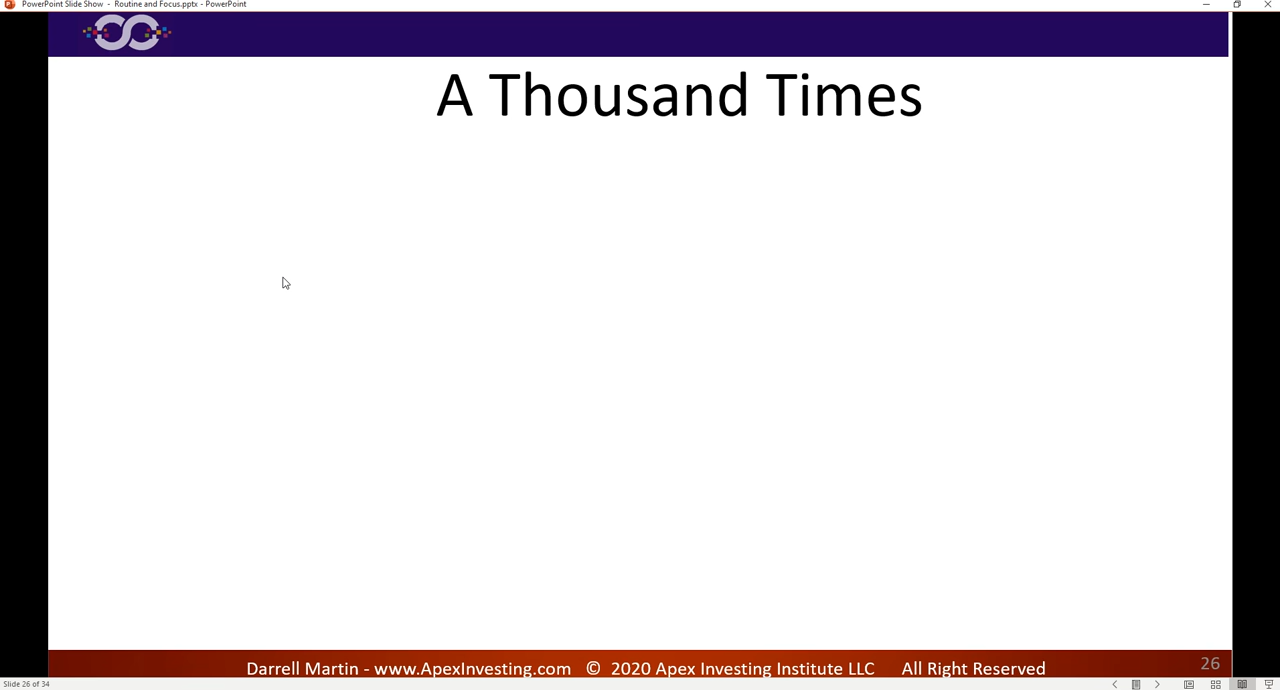 PowerPoint Slide Show - Routine and Focus.pptx - PowerPoint
A Thousand Times
Darrell Martin - www.ApexInvesting.com © 2020 Apex Investing Institute LLC All Right Reserved
26
Slide 26 of 34